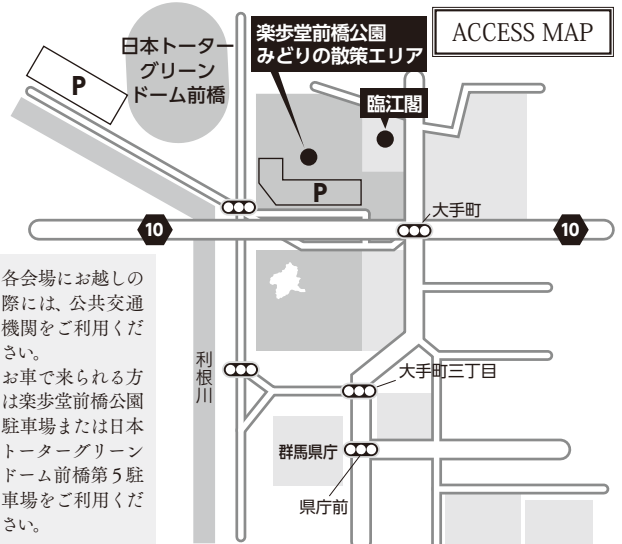 ACCESS MAP
楽歩堂前橋公園
みどりの散策エリア
日本トーター
グリーン
ドーム前橋
P
臨江閣
P
大手町
10
10
各会場にお越しの
際には、公共交通
機関をご利用くだ
さい。
お車で来られる方
は楽歩堂前橋公園
駐車場または日本
トーターグリーン
ドーム前橋第5駐
車場をご利用くだ
さい。
利根川
大手町三丁目
群馬県庁
県庁前